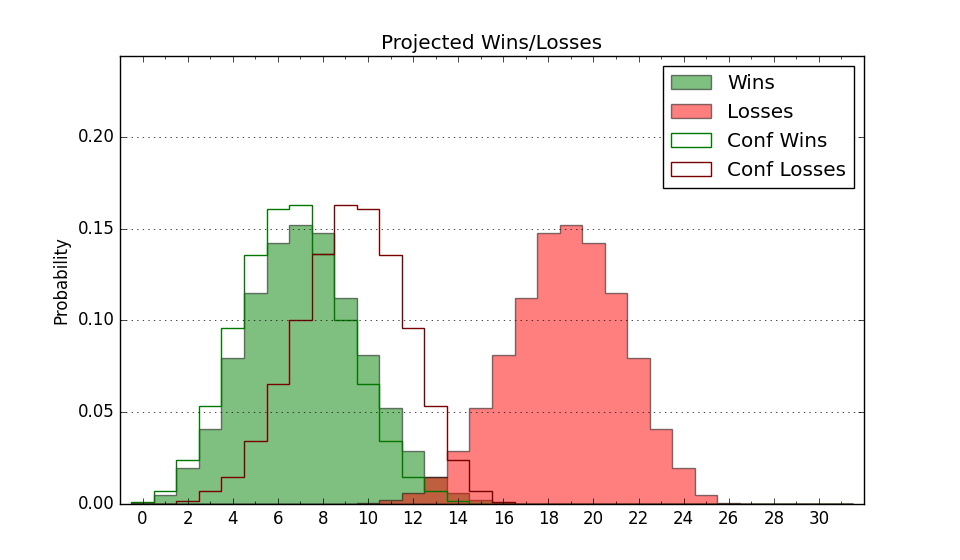 Projected Wins/Losses
Wins
Losses
Conf Wins
Conf Losses
Probability
0.20
0.15
0.10
0.05
0.00
0 2 4 6 8 10 12 14 16 18 20 22 24 26 28 30